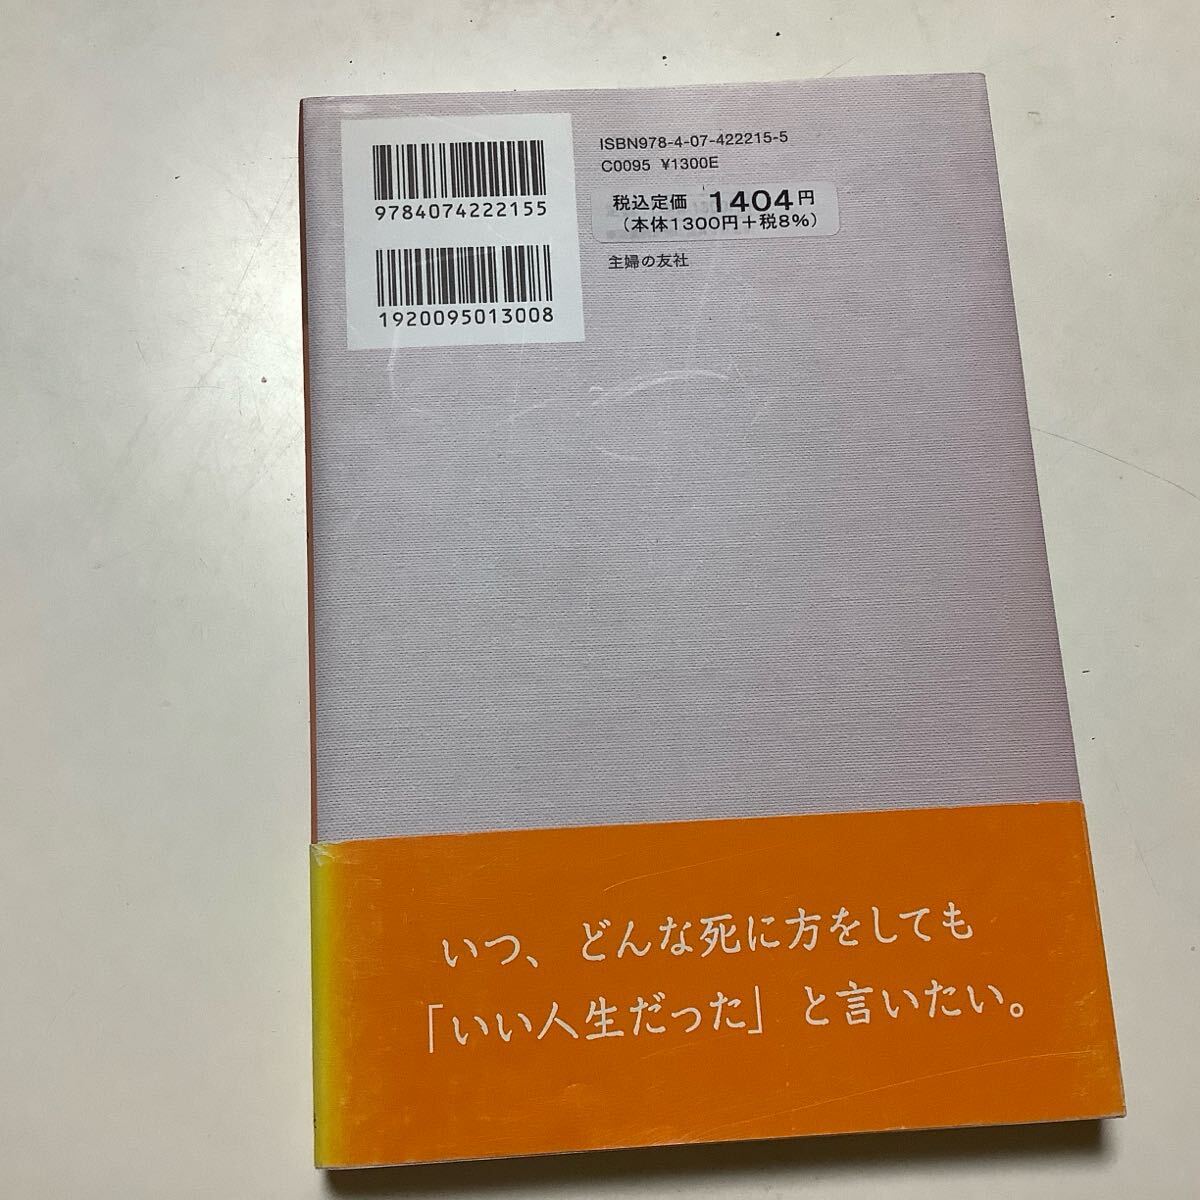 9784074222155
1920095013008
ISBN978-4-07-422215-5
C0095 ¥1300E
税込定価 1404円
(本体1300円+税8%)
主婦の友社
いつ、どんな死に方をしても
「いい人生だった」と言いたい。